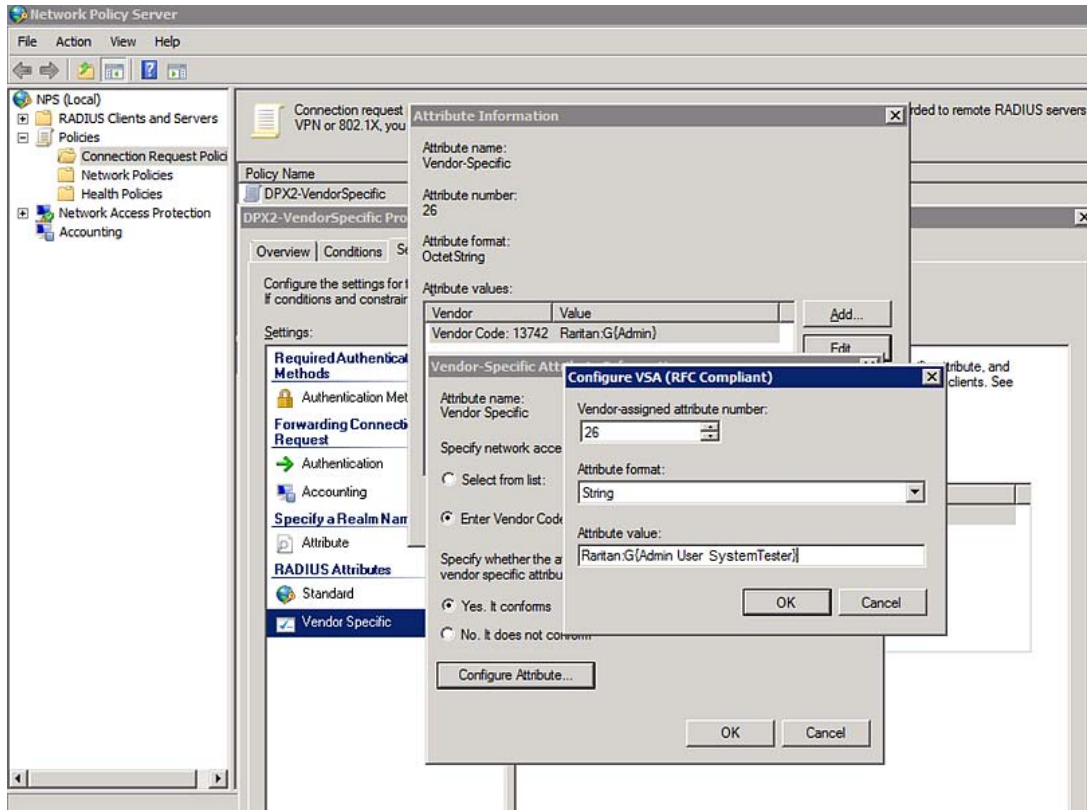 Network Policy Server
File Action View Help
NPS (Local)
RADIUS Clients and Servers
Policies
Connection Request Polici
Network Policies
Health Policies
Network Access Protection
Accounting
Connection request
VPN or 802.1X, you
rded to remote RADIUS servers
Policy Name
DPX2-VendorSpecific
DPX2-VendorSpecific Pro
Overview Conditions Se
Configure the settings for t
If conditions and constrair
Settings:
Required Authenticat
Methods
Authentication Met
Forwarding Connecti
Request
Authentication
Accounting
Specify a Realm Nam
Attribute
RADIUS Attributes
Standard
Vendor Specific
Attribute Information
Attribute name:
Vendor-Specific
Attribute number:
26
Attribute format:
OctetString
Attribute values:
Vendor Value
Vendor Code: 13742 Raritan:G{Admin}
Add...
Edit
tribute, and
clients. See
Vendor-Specific Att
Attribute name:
Vendor Specific
Specify network acce
Select from list:
Enter Vendor Code
Specify whether the a
vendor specific attribu
Yes. It conforms
No. It does not conform
Configure Attribute...
OK Cancel
Configure VSA (RFC Compliant)
Vendor-assigned attribute number:
26
Attribute format:
String
Attribute value:
Raritan:G{Admin User SystemTester}
OK Cancel